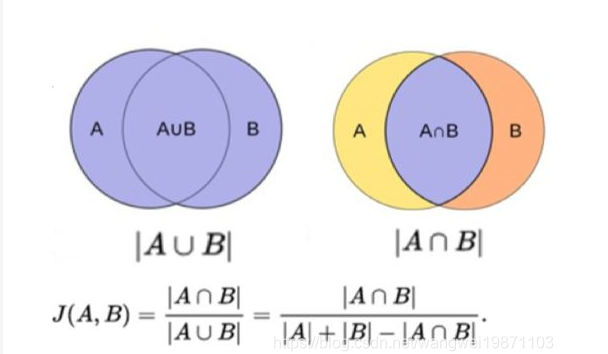 A A∪B B
A A∩B B
|A ∪ B|
|A ∩ B|
J(A, B) = |A ∩ B| / |A ∪ B| = |A ∩ B| / (|A| + |B| − |A ∩ B|).